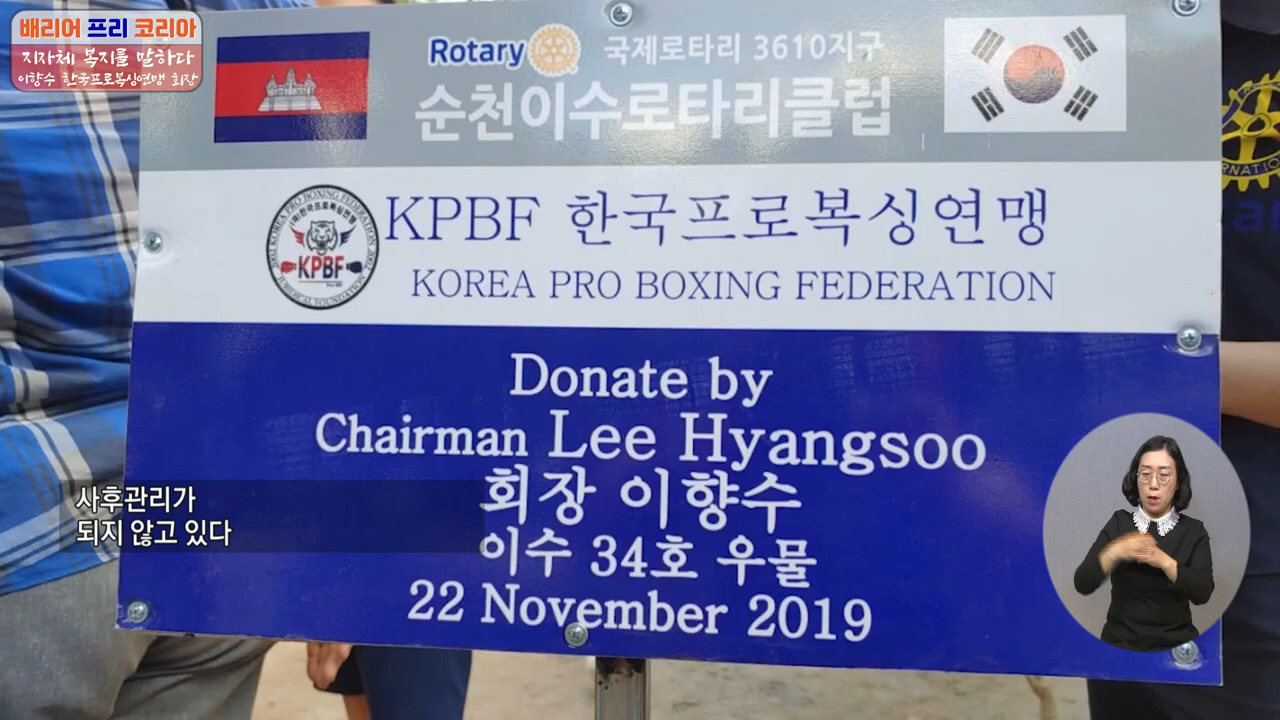 배리어 프리 코리아
지자체 복지를 말하다
이향수 한국프로복싱연맹 회장
Rotary 국제로타리 3610지구
순천이수로타리클럽
KPBF 한국프로복싱연맹
KOREA PRO BOXING FEDERATION
KOREA PRO BOXING FEDERATION
KPBF
Donate by
Chairman Lee Hyangsoo
회장 이향수
이수 34호 우물
22 November 2019
사후관리가
되지 않고 있다